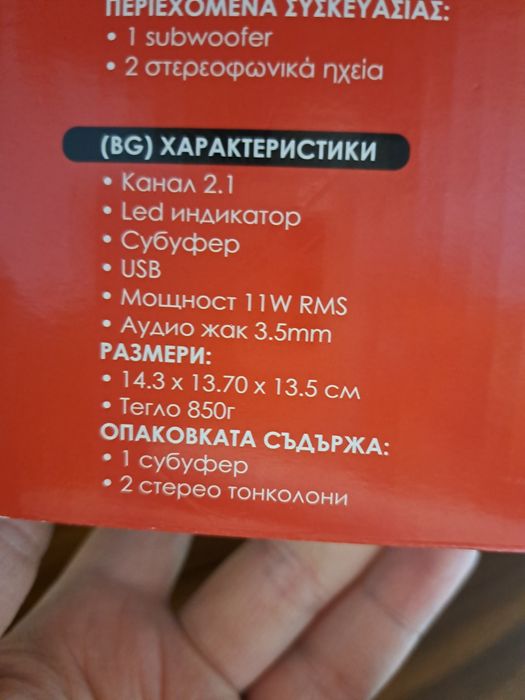 ΠΕΡΙΕΧΟΜΕΝΑ ΣΥΣΚΕΥΑΣΙΑΣ:
• 1 subwoofer
• 2 στερεοφωνικά ηχεία
(BG) ХАРАКТЕРИСТИКИ
• Канал 2.1
• Led индикатор
• Субуфер
• USB
• Мощност 11W RMS
• Аудио жак 3.5mm
РАЗМЕРИ:
• 14.3 x 13.70 x 13.5 см
• Тегло 850г
ОПАКОВКАТА СЪДЪРЖА:
• 1 субуфер
• 2 стерео тонколони